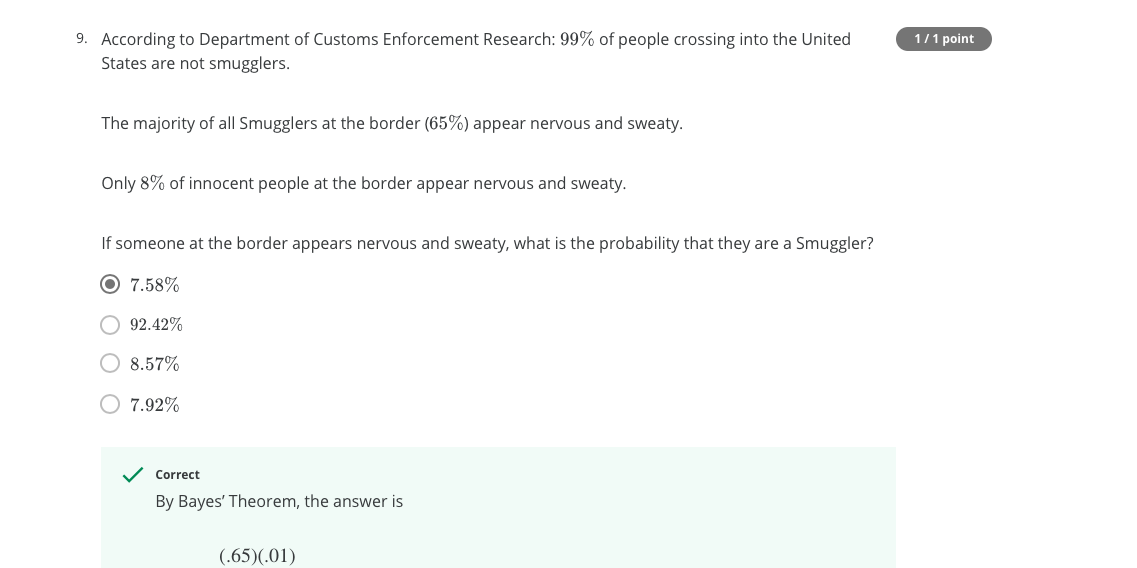 9. According to Department of Customs Enforcement Research: 99% of people crossing into the United
1 / 1 point
States are not smugglers.
The majority of all Smugglers at the border (65%) appear nervous and sweaty.
Only 8% of innocent people at the border appear nervous and sweaty.
If someone at the border appears nervous and sweaty, what is the probability that they are a Smuggler?
7.58%
92.42%
8.57%
7.92%
Correct
By Bayes’ Theorem, the answer is
(.65)(.01)